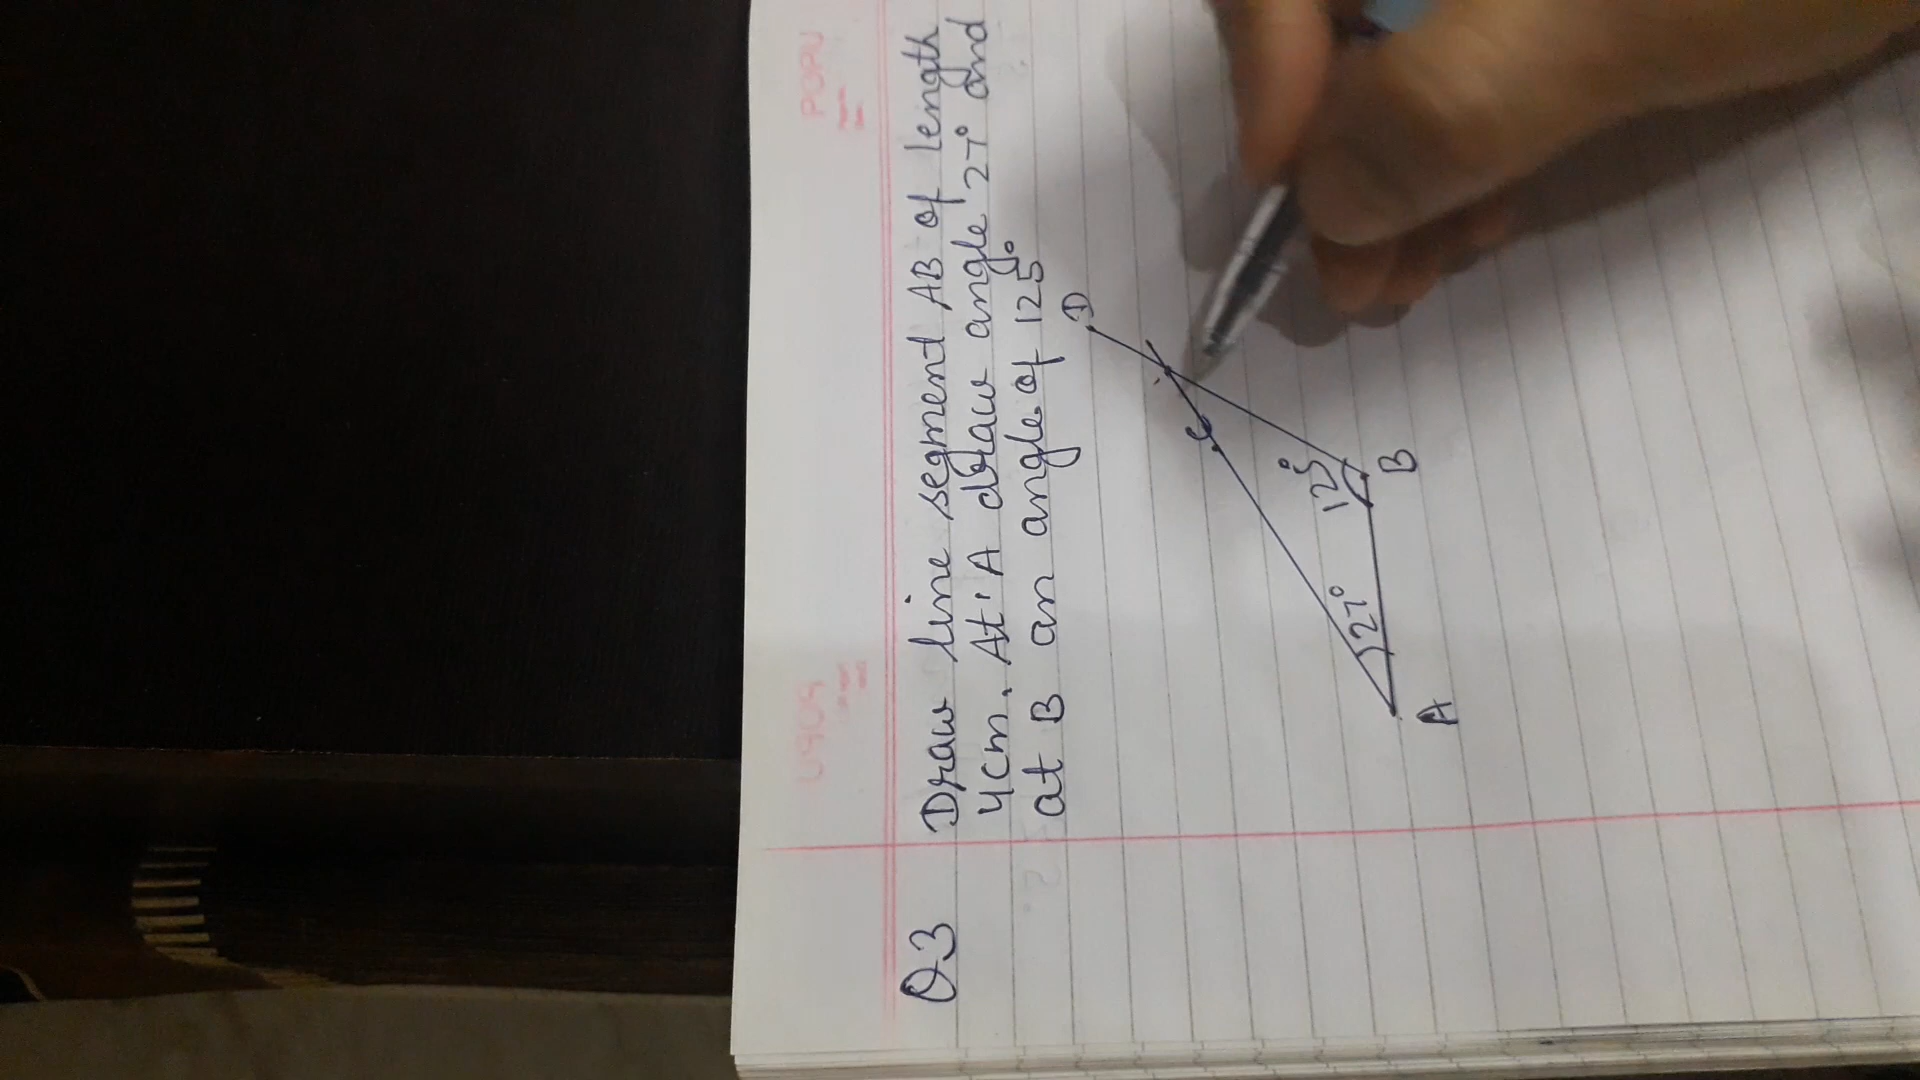 Q3 Draw line segment AB of length
4cm. At 'A draw angle 27° and
at B an angle of 125°
D
C
125°
27°
B
A